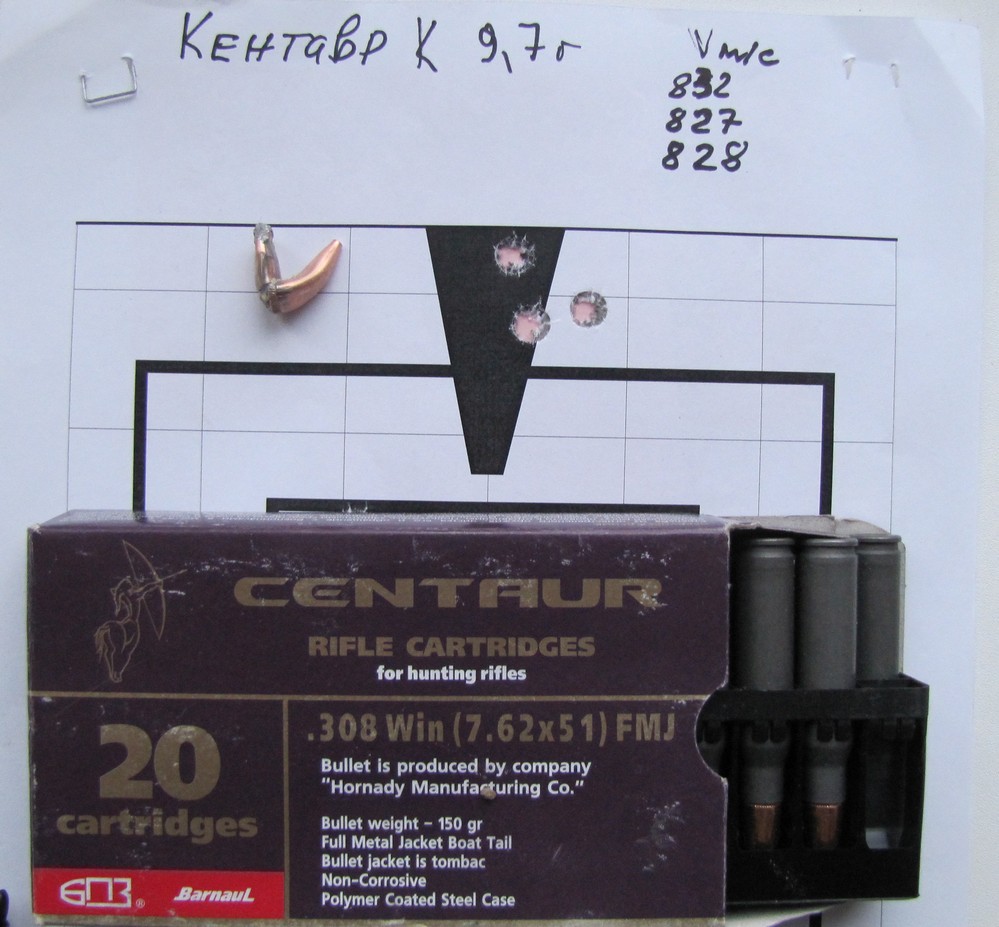 Кентавр К 9,7г
V м/с
832
827
828
CENTAUR
RIFLE CARTRIDGES
for hunting rifles
20
cartridges
.308 Win (7.62x51) FMJ
Bullet is produced by company
“Hornady Manufacturing Co.”
Bullet weight – 150 gr
Full Metal Jacket Boat Tail
Bullet jacket is tombac
Non-Corrosive
Polymer Coated Steel Case
БПЗ® Barnaul